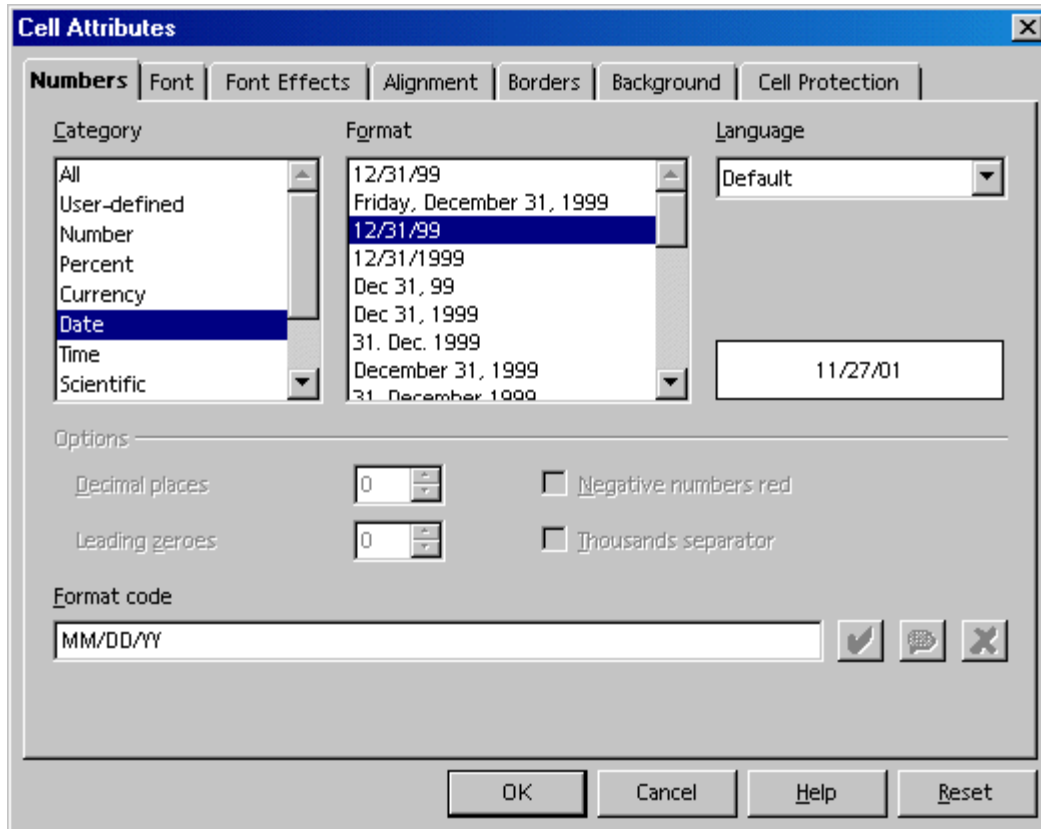 Cell Attributes
Numbers Font Font Effects Alignment Borders Background Cell Protection
Category
All
User-defined
Number
Percent
Currency
Date
Time
Scientific
Format
12/31/99
Friday, December 31, 1999
12/31/99
12/31/1999
Dec 31, 99
Dec 31, 1999
31. Dec. 1999
December 31, 1999
31. December 1999
Language
Default
11/27/01
Options
Decimal places 0
Negative numbers red
Leading zeroes 0
Thousands separator
Format code
MM/DD/YY
OK Cancel Help Reset